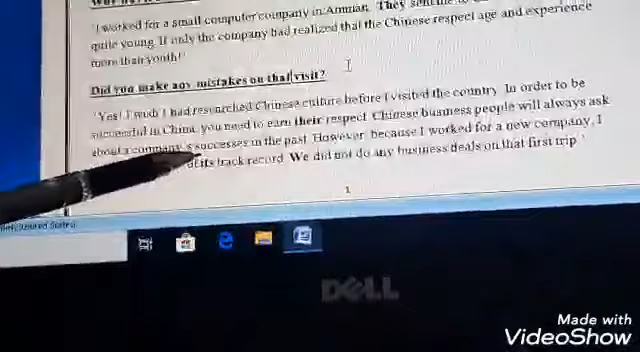 'I worked for a small computer company in Amman. They sent me to
quite young. If only the company had realized that the Chinese respect age and experience
more than youth!'
Did you make any mistakes on that visit?
'Yes! I wish I had researched Chinese culture before I visited the country. In order to be
successful in China, you need to earn their respect. Chinese business people will always ask
about a company's successes in the past. However, because I worked for a new company, I
its track record. We did not do any business deals on that first trip.'
1
DELL
Made with
VideoShow